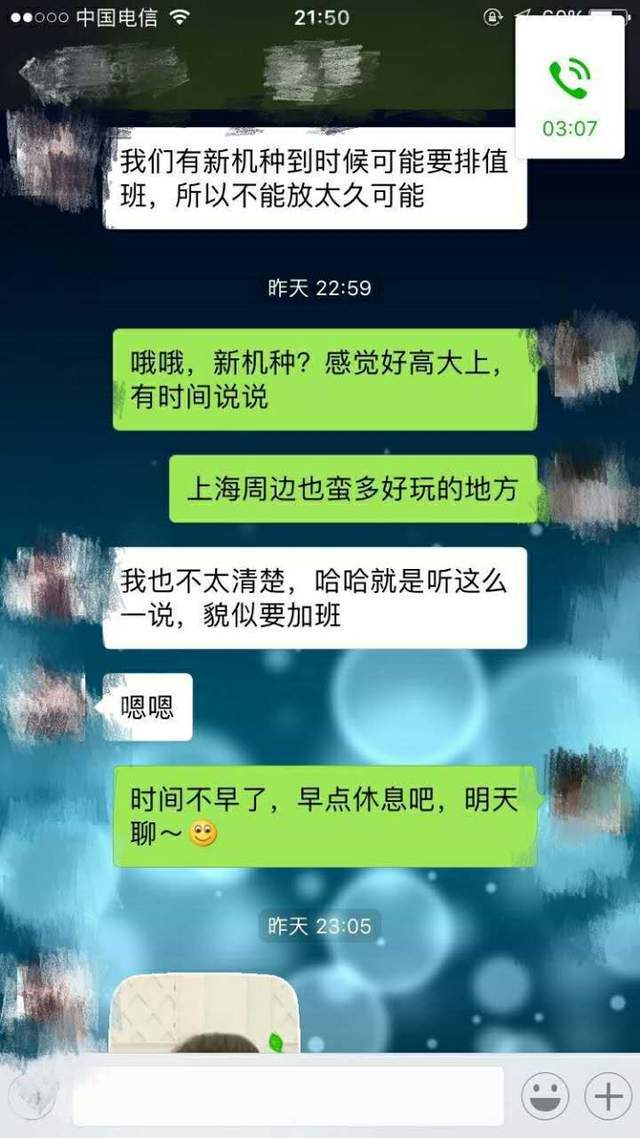 中国电信
21:50
03:07
我们有新机种到时候可能要排值
班，所以不能放太久可能
昨天 22:59
哦哦，新机种？感觉好高大上，
有时间说说
上海周边也蛮多好玩的地方
我也不太清楚，哈哈就是听这么
一说，貌似要加班
嗯嗯
时间不早了，早点休息吧，明天
聊～
昨天 23:05